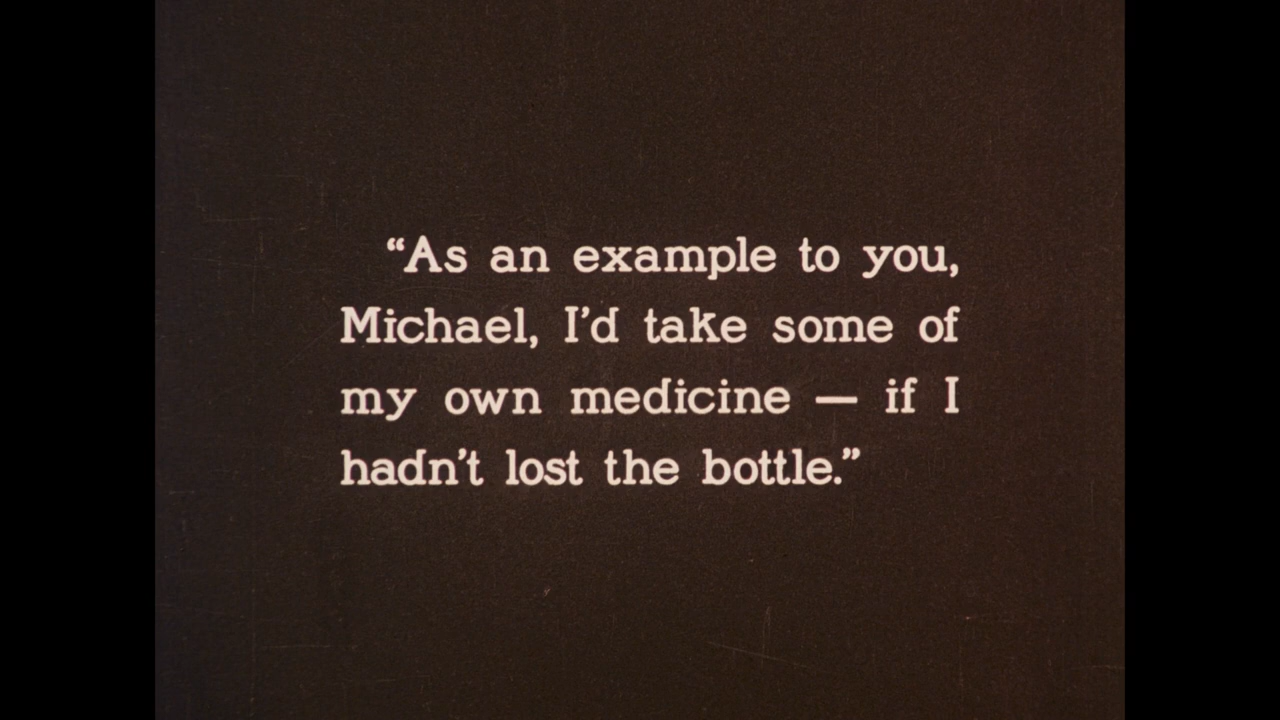 “As an example to you,
Michael, I’d take some of
my own medicine — if I
hadn’t lost the bottle.”